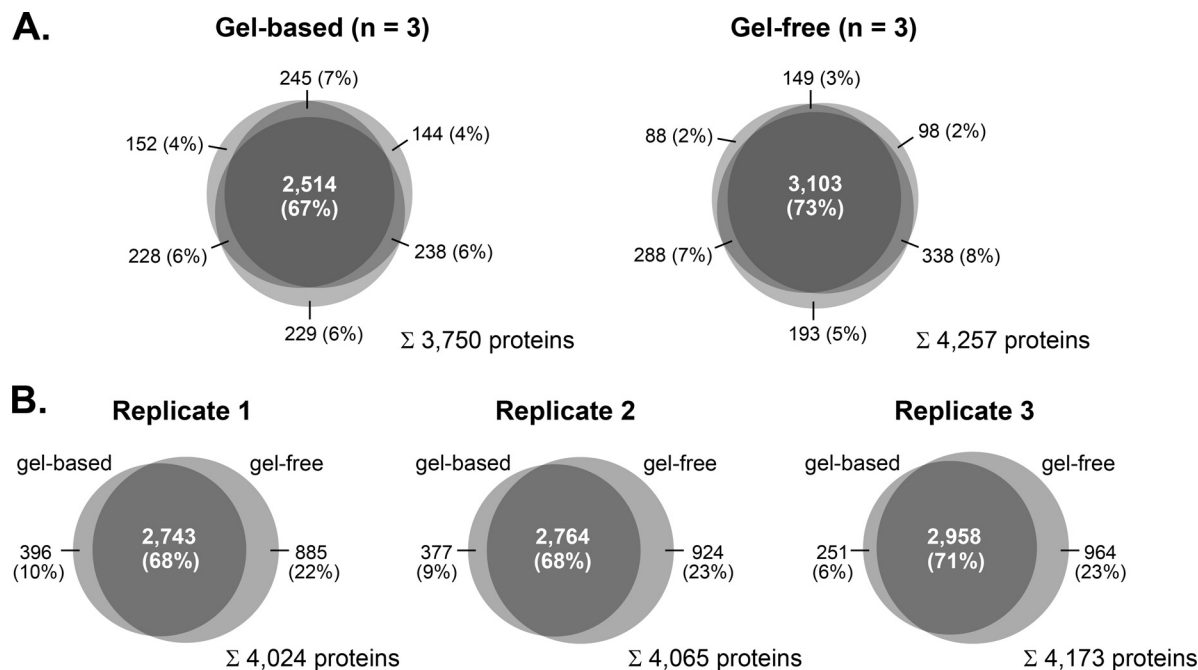 A.
Gel-based (n = 3)
Gel-free (n = 3)
245 (7%)
152 (4%)
144 (4%)
2,514
(67%)
228 (6%)
238 (6%)
229 (6%)
Σ 3,750 proteins
149 (3%)
88 (2%)
98 (2%)
3,103
(73%)
288 (7%)
338 (8%)
193 (5%)
Σ 4,257 proteins
B.
Replicate 1
gel-based
gel-free
2,743
(68%)
396
(10%)
885
(22%)
Σ 4,024 proteins
Replicate 2
gel-based
gel-free
2,764
(68%)
377
(9%)
924
(23%)
Σ 4,065 proteins
Replicate 3
gel-based
gel-free
2,958
(71%)
251
(6%)
964
(23%)
Σ 4,173 proteins